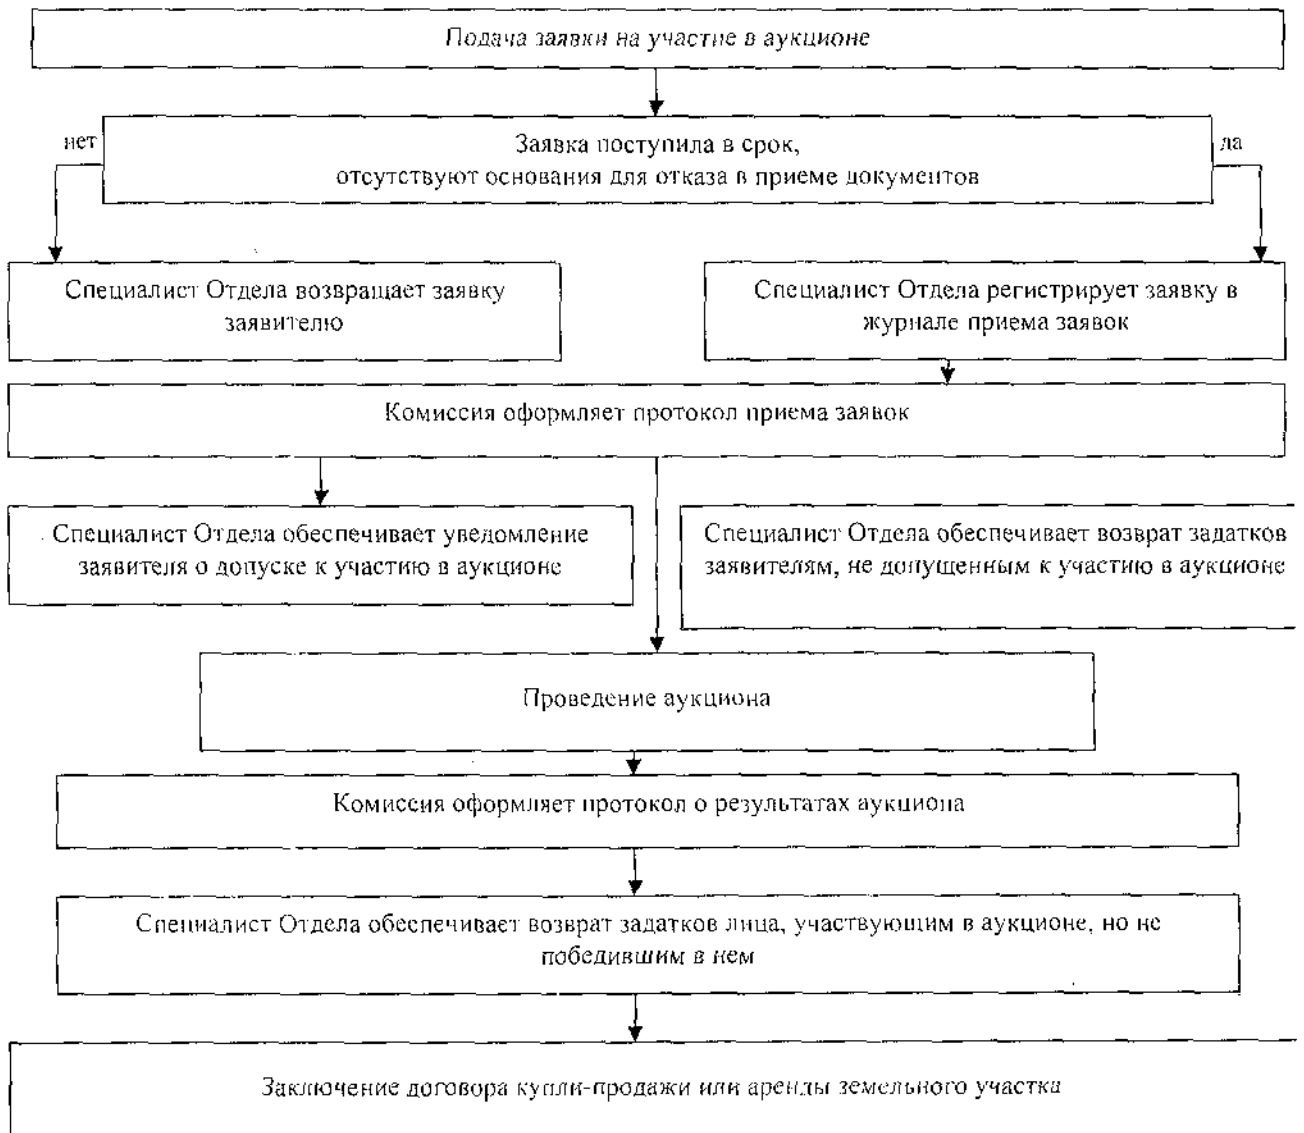 Подача заявки на участие в аукционе
нет
Заявка поступила в срок,
да
отсутствуют основания для отказа в приеме документов
Специалист Отдела возвращает заявку
заявителю
Специалист Отдела регистрирует заявку в
журнале приема заявок
Комиссия оформляет протокол приема заявок
Специалист Отдела обеспечивает уведомление
заявителя о допуске к участию в аукционе
Специалист Отдела обеспечивает возврат задатков
заявителям, не допущенным к участию в аукционе
Проведение аукциона
Комиссия оформляет протокол о результатах аукциона
Специалист Отдела обеспечивает возврат задатков лица, участвующим в аукционе, но не
победившим в нем
Заключение договора купли-продажи или аренды земельного участка